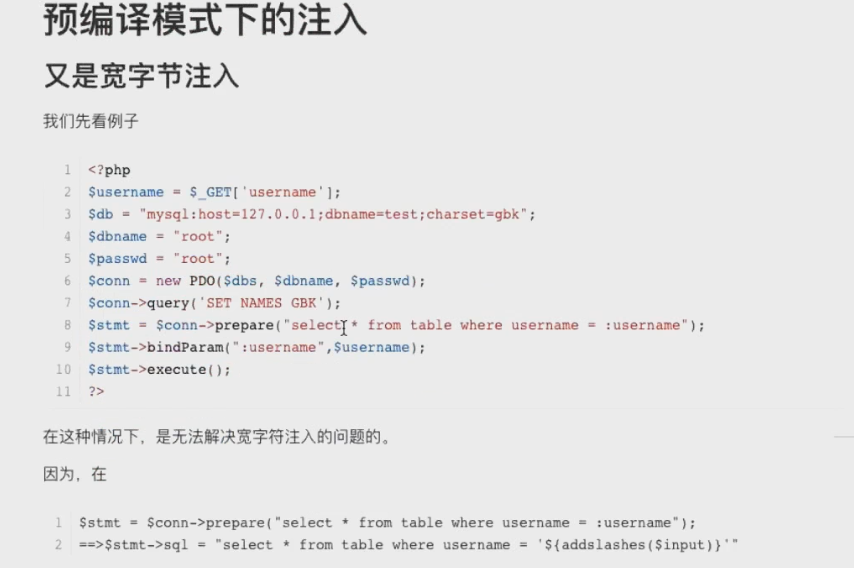 预编译模式下的注入
又是宽字节注入
我们先看例子
1 <?php
2 $username = $_GET['username'];
3 $db = "mysql:host=127.0.0.1;dbname=test;charset=gbk";
4 $dbname = "root";
5 $passwd = "root";
6 $conn = new PDO($dbs, $dbname, $passwd);
7 $conn->query('SET NAMES GBK');
8 $stmt = $conn->prepare("select * from table where username = :username");
9 $stmt->bindParam(":username",$username);
10 $stmt->execute();
11 ?>
在这种情况下，是无法解决宽字符注入的问题的。
因为，在
1 $stmt = $conn->prepare("select * from table where username = :username");
2 ==>$stmt->sql = "select * from table where username = '${addslashes($input)}'"